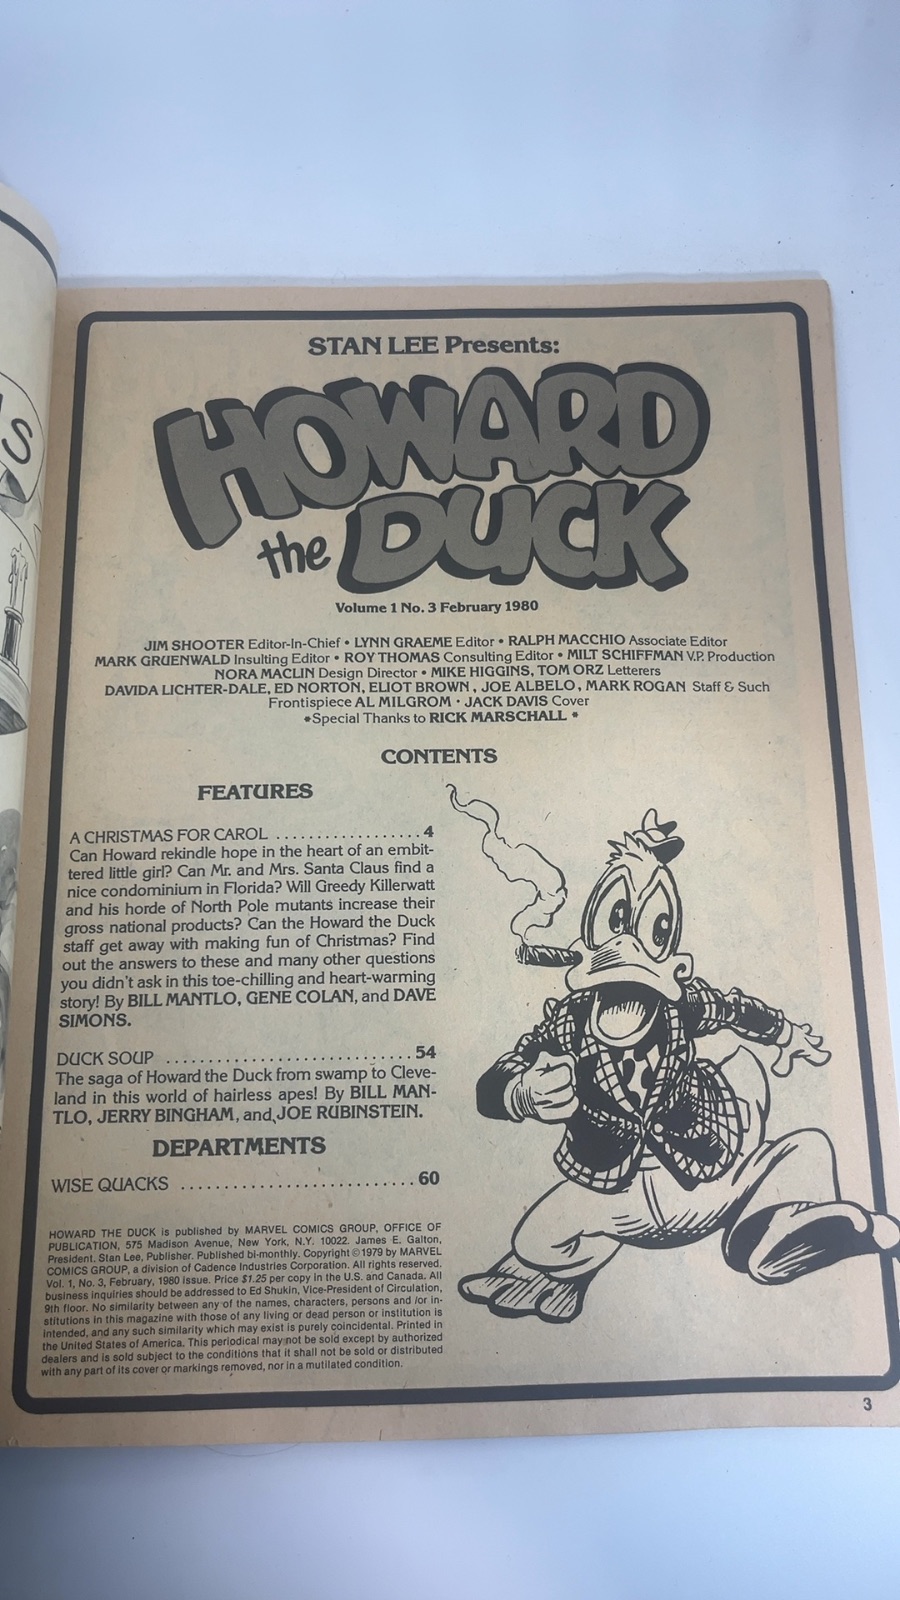 S
STAN LEE Presents:
HOWARD
the DUCK
Volume 1 No. 3 February 1980
JIM SHOOTER Editor-In-Chief • LYNN GRAEME Editor • RALPH MACCHIO Associate Editor
MARK GRUENWALD Insulting Editor • ROY THOMAS Consulting Editor • MILT SCHIFFMAN V.P. Production
NORA MACLIN Design Director • MIKE HIGGINS, TOM ORZ Letterers
DAVIDA LICHTER-DALE, ED NORTON, ELIOT BROWN, JOE ALBELO, MARK ROGAN Staff & Such
Frontispiece AL MILGROM • JACK DAVIS Cover
*Special Thanks to RICK MARSCHALL *
CONTENTS
FEATURES
A CHRISTMAS FOR CAROL .................. 4
Can Howard rekindle hope in the heart of an embit-
tered little girl? Can Mr. and Mrs. Santa Claus find a
nice condominium in Florida? Will Greedy Killerwatt
and his horde of North Pole mutants increase their
gross national products? Can the Howard the Duck
staff get away with making fun of Christmas? Find
out the answers to these and many other questions
you didn't ask in this toe-chilling and heart-warming
story! By BILL MANTLO, GENE COLAN, and DAVE
SIMONS.
DUCK SOUP .............................. 54
The saga of Howard the Duck from swamp to Cleve-
land in this world of hairless apes! By BILL MAN-
TLO, JERRY BINGHAM, and JOE RUBINSTEIN.
DEPARTMENTS
WISE QUACKS ............................ 60
HOWARD THE DUCK is published by MARVEL COMICS GROUP, OFFICE OF
PUBLICATION, 575 Madison Avenue, New York, N.Y. 10022. James E. Galton,
President. Stan Lee, Publisher. Published bi-monthly. Copyright © 1979 by MARVEL
COMICS GROUP, a division of Cadence Industries Corporation. All rights reserved.
Vol. 1, No. 3, February, 1980 issue. Price $1.25 per copy in the U.S. and Canada. All
business inquiries should be addressed to Ed Shukin, Vice-President of Circulation,
9th floor. No similarity between any of the names, characters, persons and /or in-
stitutions in this magazine with those of any living or dead person or institution is
intended, and any such similarity which may exist is purely coincidental. Printed in
the United States of America. This periodical may not be sold except by authorized
dealers and is sold subject to the conditions that it shall not be sold or distributed
with any part of its cover or markings removed, nor in a mutilated condition.
3